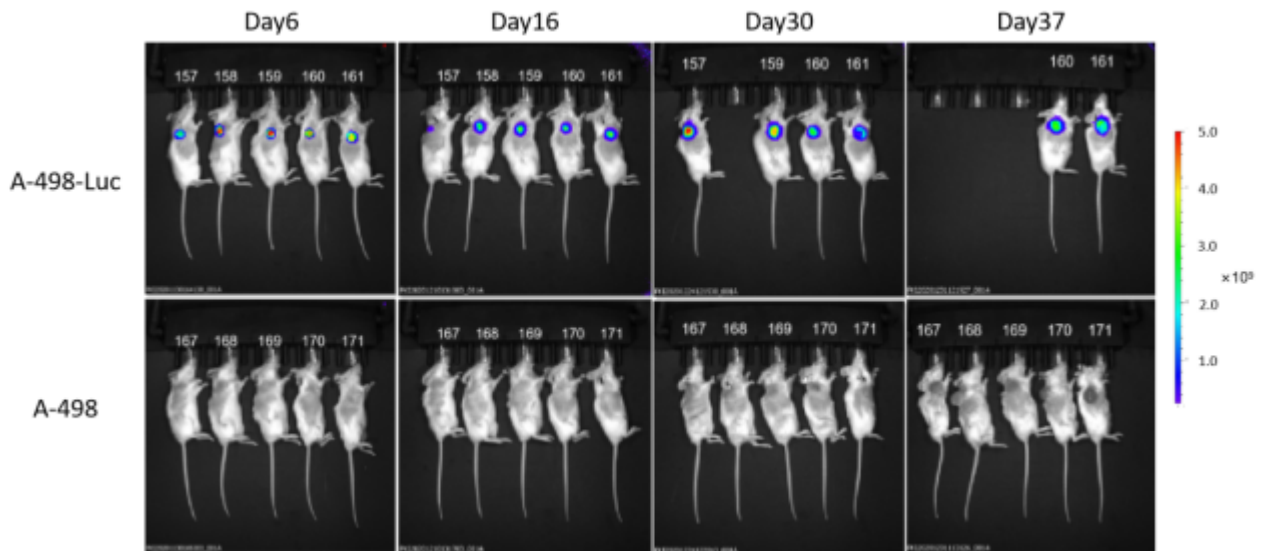 Day6 Day16 Day30 Day37
157 158 159 160 161
157 158 159 160 161
157 159 160 161
160 161
A-498-Luc
5.0
4.0
3.0
×10⁹
2.0
1.0
167 168 169 170 171
167 168 169 170 171
167 168 169 170 171
167 168 169 170 171
A-498